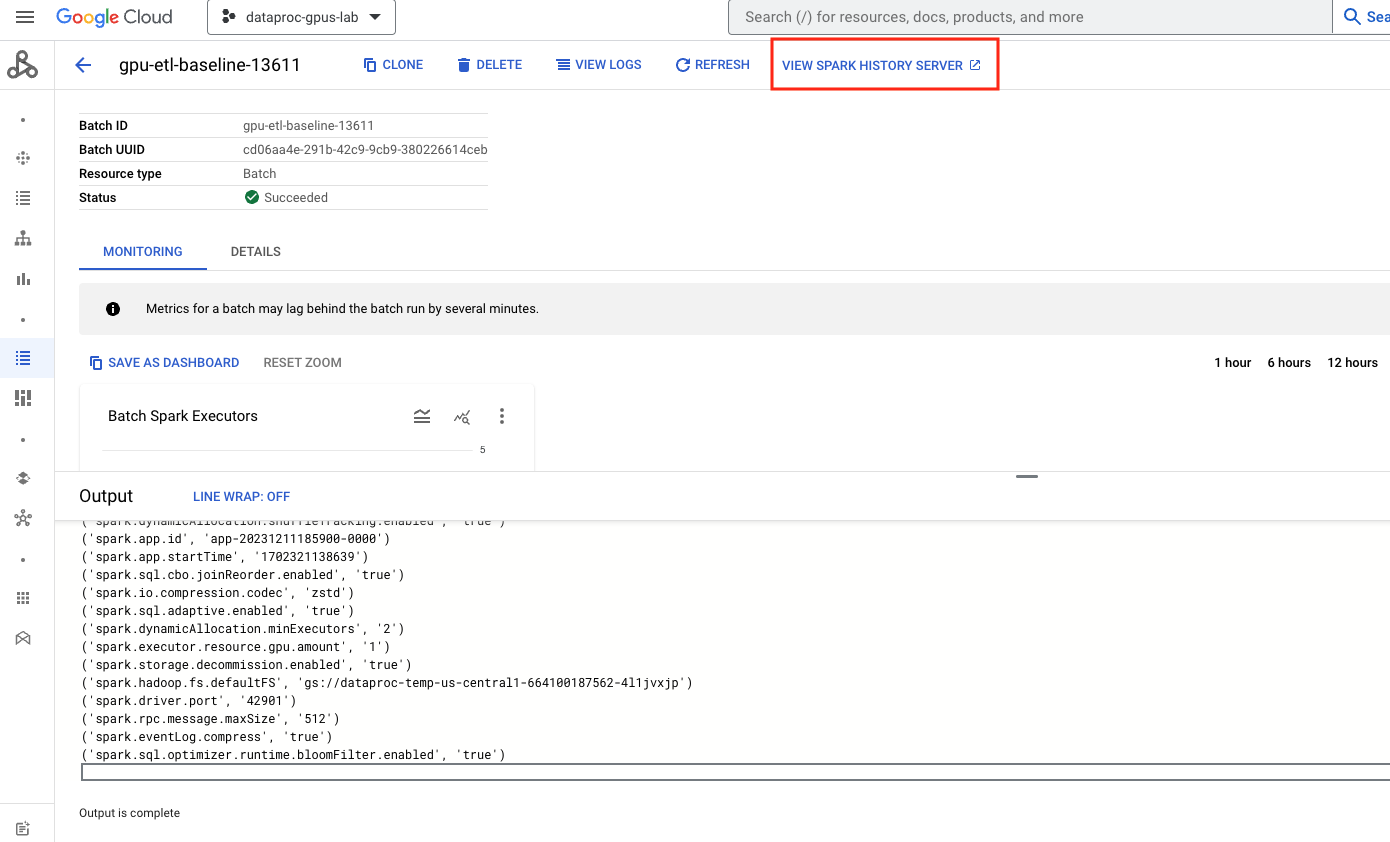 Google Cloud
dataproc-gpus-lab
Search (/) for resources, docs, products, and more
Sea
gpu-etl-baseline-13611
CLONE
DELETE
VIEW LOGS
REFRESH
VIEW SPARK HISTORY SERVER
Batch ID gpu-etl-baseline-13611
Batch UUID cd06aa4e-291b-42c9-9cb9-380226614ceb
Resource type Batch
Status Succeeded
MONITORING DETAILS
Metrics for a batch may lag behind the batch run by several minutes.
SAVE AS DASHBOARD RESET ZOOM 1 hour 6 hours 12 hours
Batch Spark Executors
5
Output LINE WRAP: OFF
('spark.dynamicAllocation.shuffleTracking.enabled', 'true')
('spark.app.id', 'app-20231211185900-0000')
('spark.app.startTime', '1702321138639')
('spark.sql.cbo.joinReorder.enabled', 'true')
('spark.io.compression.codec', 'zstd')
('spark.sql.adaptive.enabled', 'true')
('spark.dynamicAllocation.minExecutors', '2')
('spark.executor.resource.gpu.amount', '1')
('spark.storage.decommission.enabled', 'true')
('spark.hadoop.fs.defaultFS', 'gs://dataproc-temp-us-central1-664100187562-4l1jvxjp')
('spark.driver.port', '42901')
('spark.rpc.message.maxSize', '512')
('spark.eventLog.compress', 'true')
('spark.sql.optimizer.runtime.bloomFilter.enabled', 'true')
Output is complete